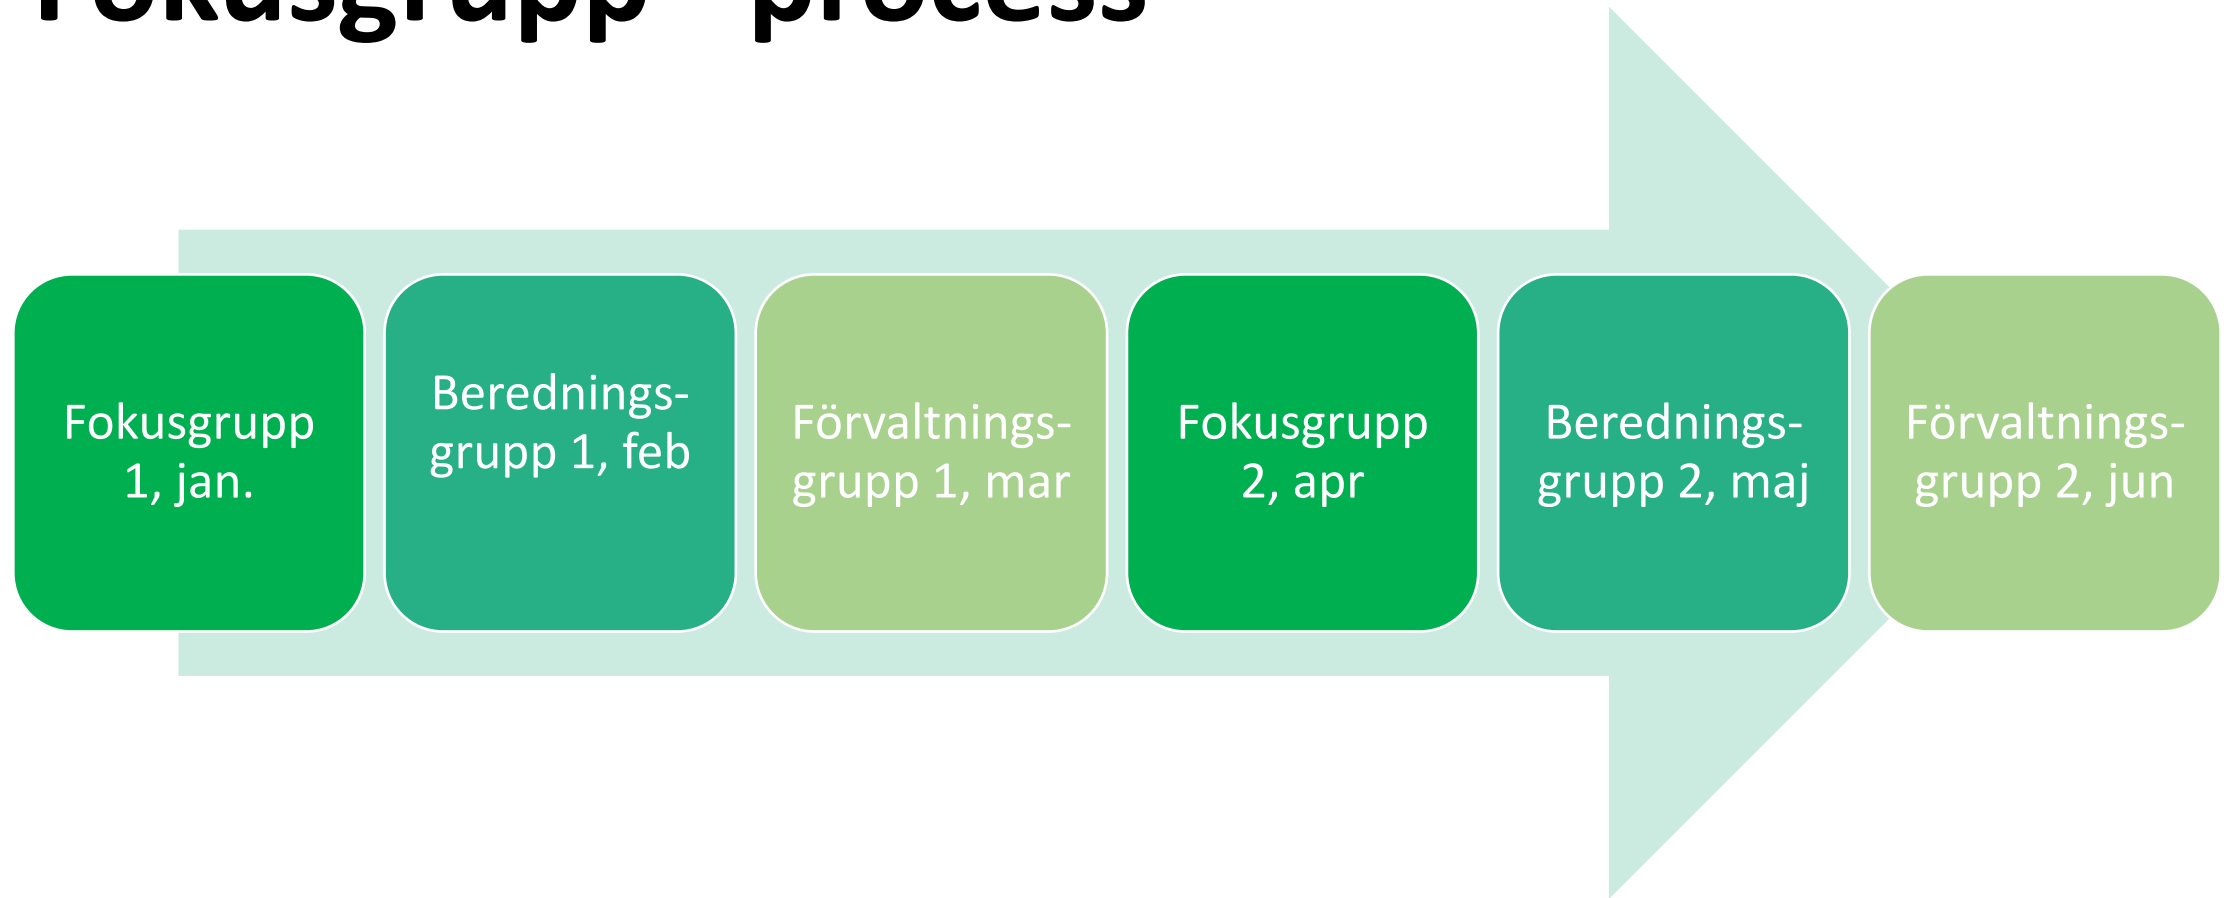 Fokusgrupp process
Fokusgrupp
1, jan.
Berednings-
grupp 1, feb
Förvaltnings-
grupp 1, mar
Fokusgrupp
2, apr
Berednings-
grupp 2, maj
Förvaltnings-
grupp 2, jun